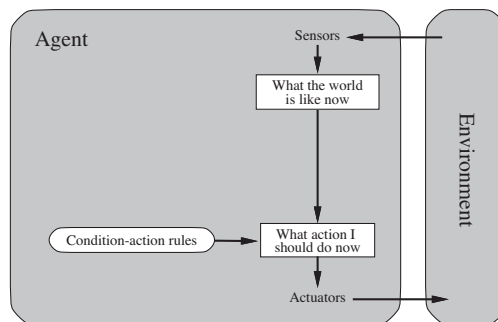 Agent
Sensors
What the world
is like now
Condition-action rules
What action I
should do now
Actuators
Environment